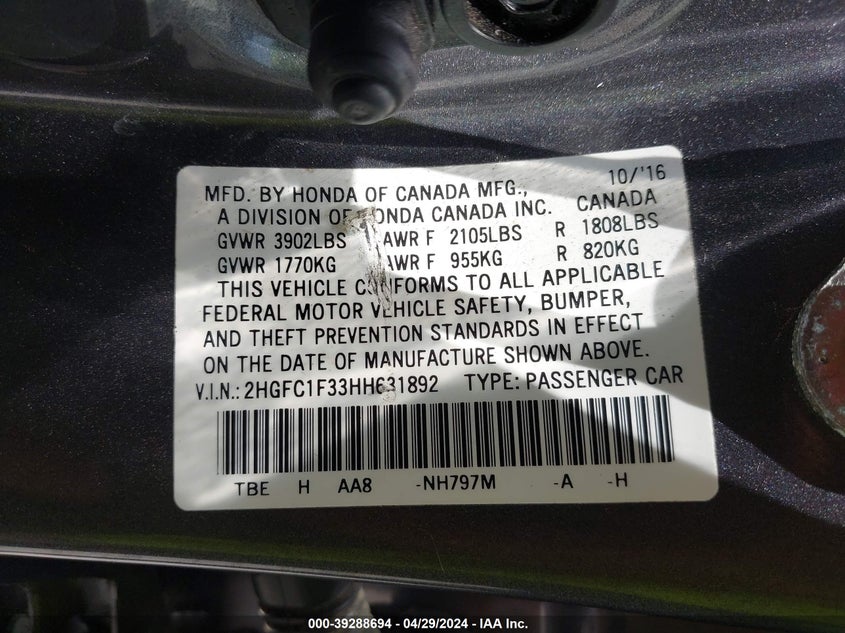 10/'16
MFD. BY HONDA OF CANADA MFG.,
A DIVISION OF HONDA CANADA INC. CANADA
GVWR 3902LBS GAWR F 2105LBS R 1808LBS
GVWR 1770KG GAWR F 955KG R 820KG
THIS VEHICLE CONFORMS TO ALL APPLICABLE
FEDERAL MOTOR VEHICLE SAFETY, BUMPER,
AND THEFT PREVENTION STANDARDS IN EFFECT
ON THE DATE OF MANUFACTURE SHOWN ABOVE.
V.I.N.: 2HGFC1F33HH631892 TYPE: PASSENGER CAR
TBE H AA8 -NH797M -A -H
000-39288694 - 04/29/2024 - IAA Inc.